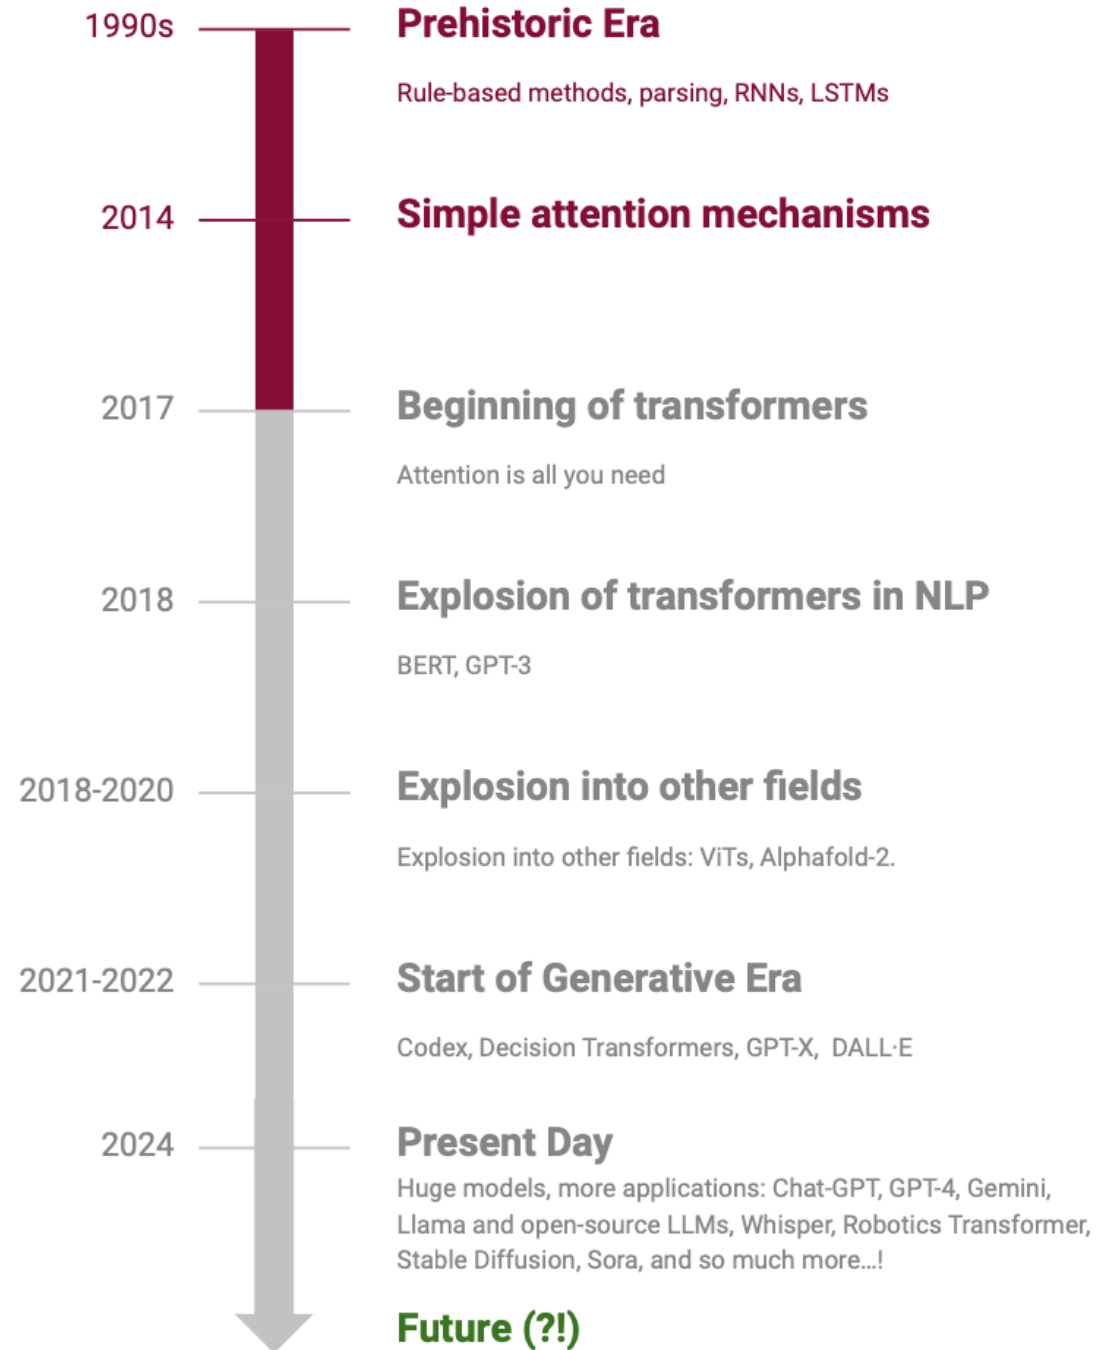 1990s
Prehistoric Era
Rule-based methods, parsing, RNNs, LSTMs
2014
Simple attention mechanisms
2017
Beginning of transformers
Attention is all you need
2018
Explosion of transformers in NLP
BERT, GPT-3
2018-2020
Explosion into other fields
Explosion into other fields: ViTs, Alphafold-2.
2021-2022
Start of Generative Era
Codex, Decision Transformers, GPT-X,  DALL·E
2024
Present Day
Huge models, more applications: Chat-GPT, GPT-4, Gemini,
Llama and open-source LLMs, Whisper, Robotics Transformer,
Stable Diffusion, Sora, and so much more...!
Future (?!)